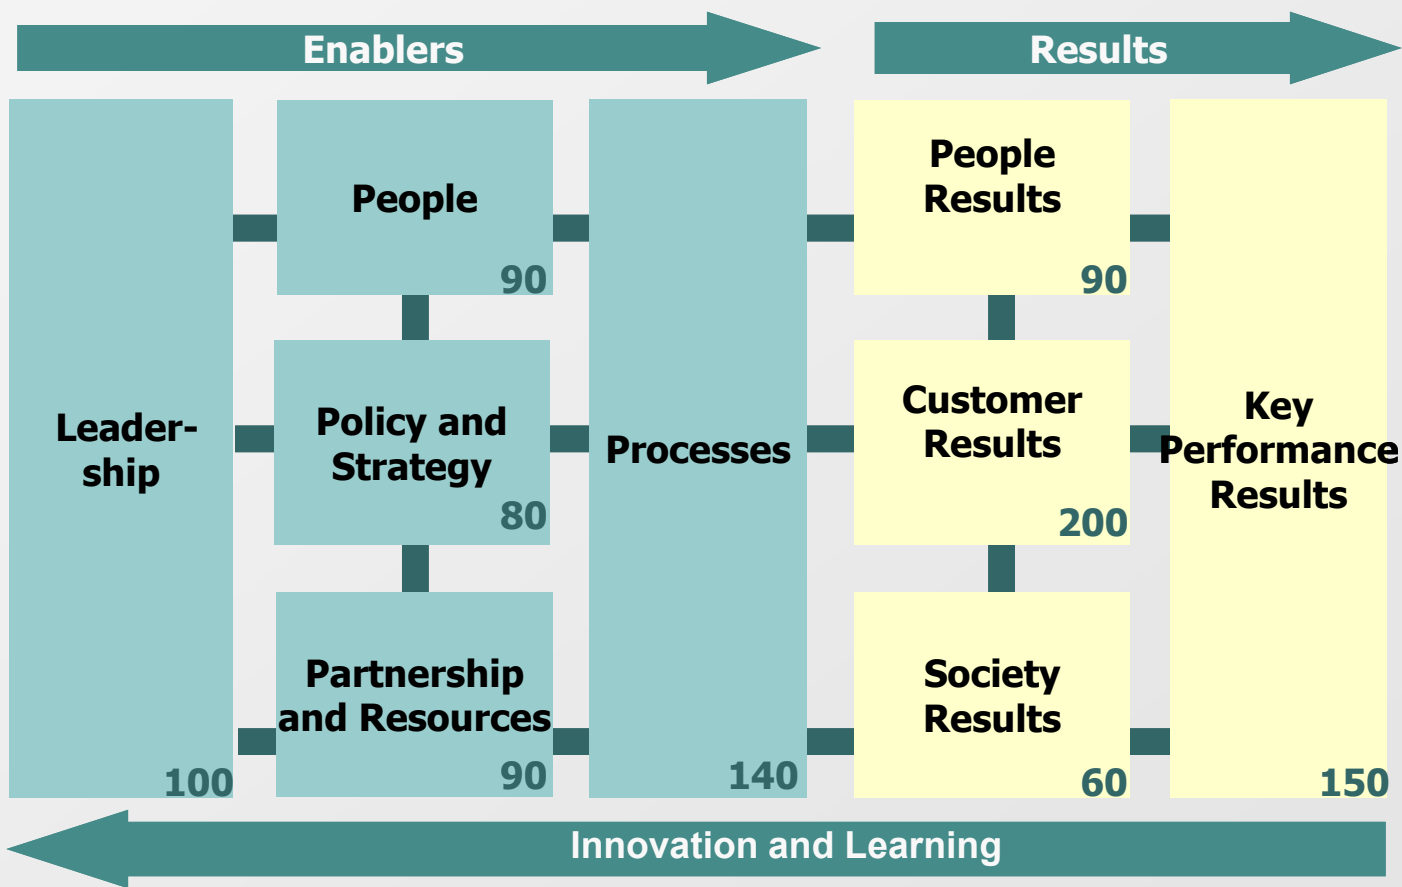 Enablers
Results
Leader-
ship
100
People
90
Policy and
Strategy
80
Partnership
and Resources
90
Processes
140
People
Results
90
Customer
Results
200
Society
Results
60
Key
Performance
Results
150
Innovation and Learning